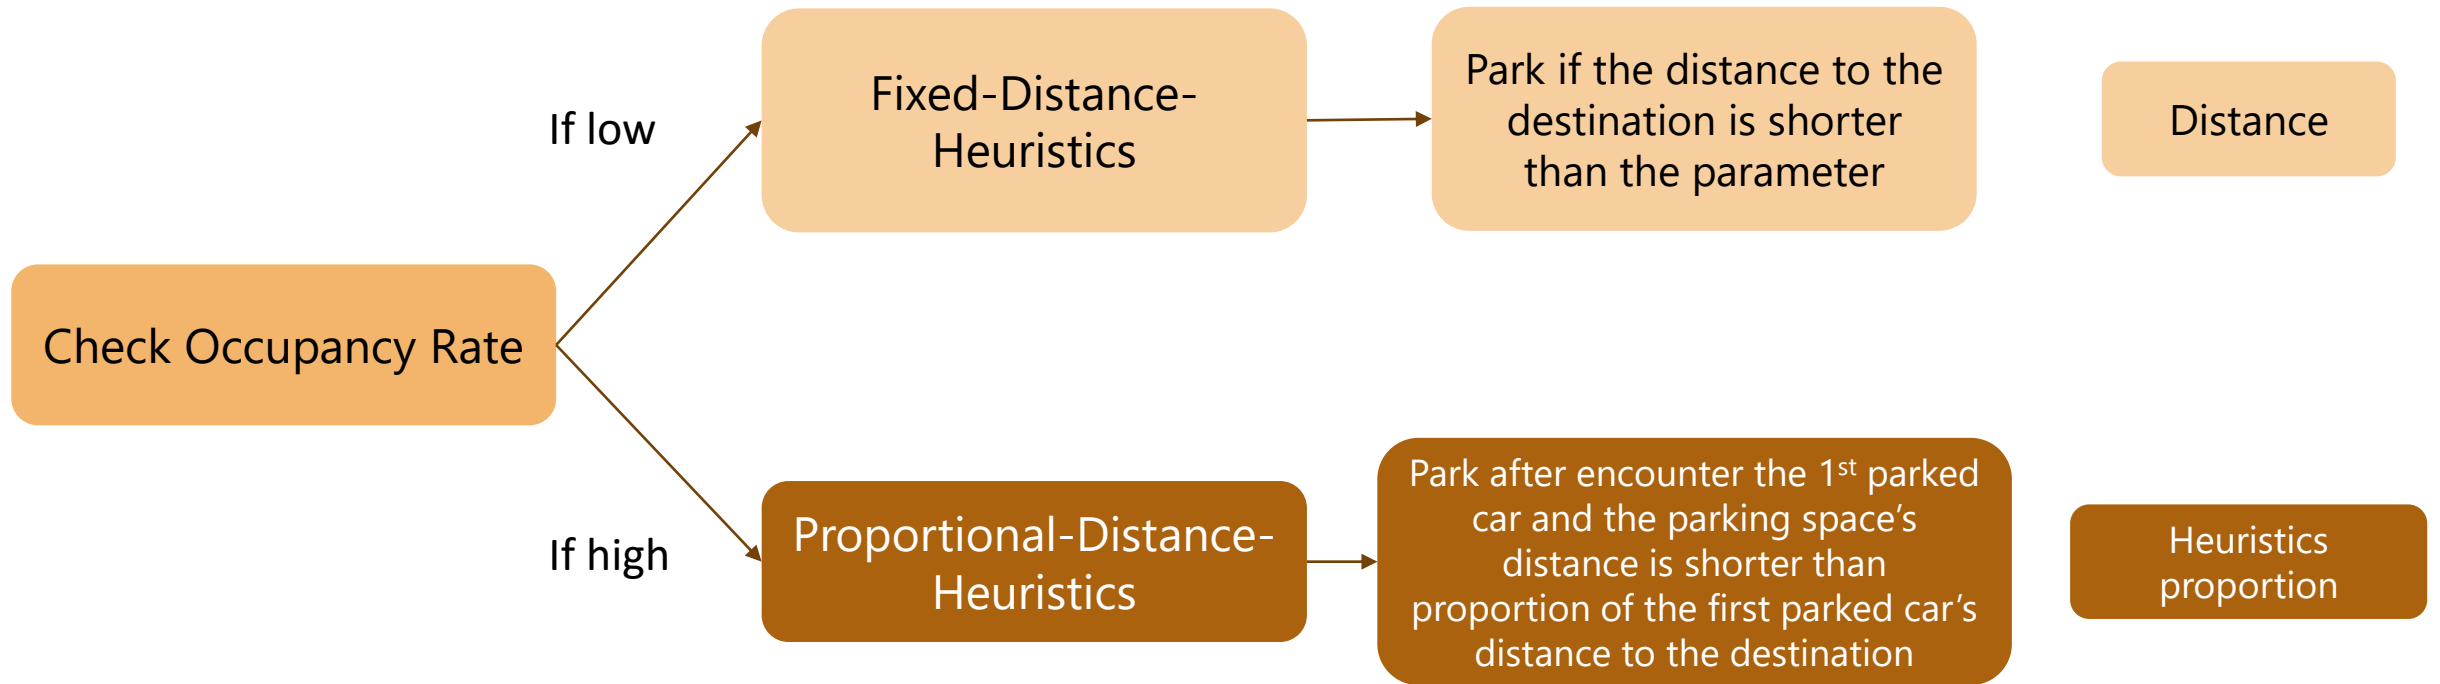 Check Occupancy Rate
If low
Fixed-Distance-
Heuristics
Park if the distance to the
destination is shorter
than the parameter
Distance
If high
Proportional-Distance-
Heuristics
Park after encounter the 1st parked
car and the parking space’s
distance is shorter than
proportion of the first parked car’s
distance to the destination
Heuristics
proportion